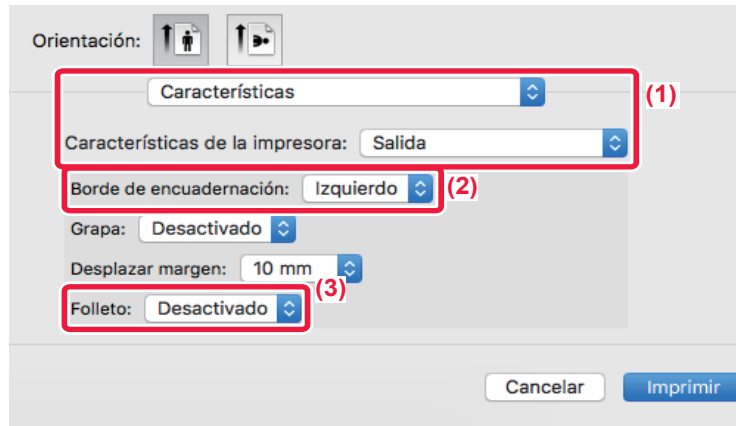 Orientación:
Características
(1)
Características de la impresora: Salida
Borde de encuadernación: Izquierdo
(2)
Grapa: Desactivado
Desplazar margen: 10 mm
(3)
Folleto: Desactivado
Cancelar Imprimir